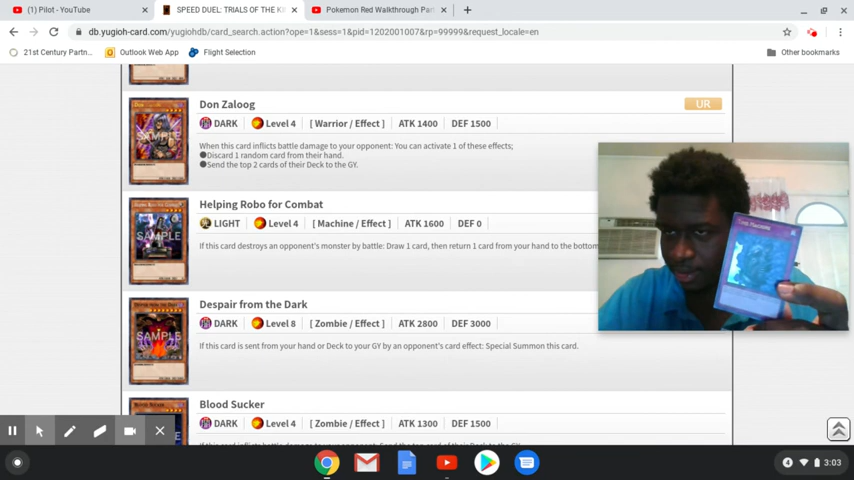 (1) Pilot - YouTube
SPEED DUEL: TRIALS OF THE KI
Pokemon Red Walkthrough Par
db.yugioh-card.com/yugiohdb/card_search.action?ope=1&sess=1&pid=1202001007&rp=99999&request_locale=en
21st Century Partn...
Outlook Web App
Flight Selection
Other bookmarks
Don Zaloog
UR
DARK
Level 4
[ Warrior / Effect ]
ATK 1400
DEF 1500
When this card inflicts battle damage to your opponent: You can activate 1 of these effects;
●Discard 1 random card from their hand.
●Send the top 2 cards of their Deck to the GY.
SAMPLE
Helping Robo for Combat
LIGHT
Level 4
[ Machine / Effect ]
ATK 1600
DEF 0
If this card destroys an opponent's monster by battle: Draw 1 card, then return 1 card from your hand to the bottom
SAMPLE
Despair from the Dark
DARK
Level 8
[ Zombie / Effect ]
ATK 2800
DEF 3000
If this card is sent from your hand or Deck to your GY by an opponent's card effect: Special Summon this card.
SAMPLE
Blood Sucker
DARK
Level 4
[ Zombie / Effect ]
ATK 1300
DEF 1500
4
3:03